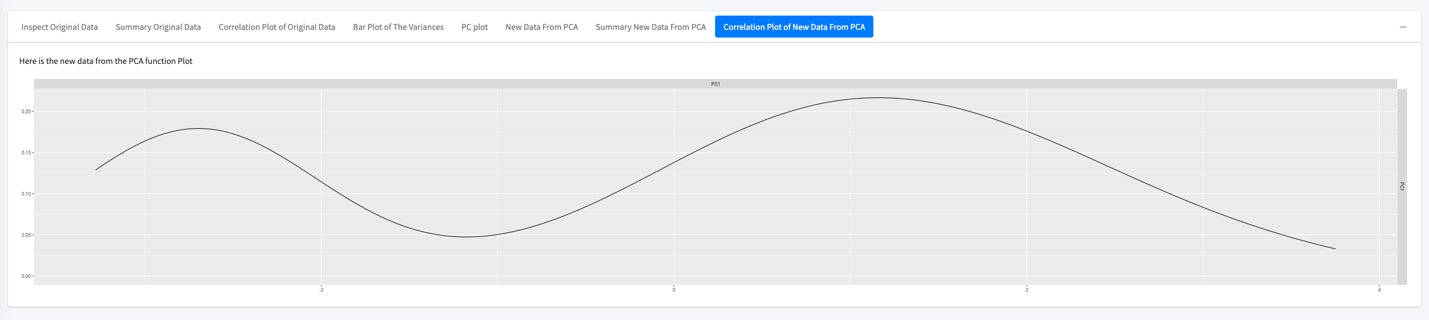 Inspect Original Data Summary Original Data Correlation Plot of Original Data Bar Plot of The Variances PC plot New Data From PCA Summary New Data From PCA Correlation Plot of New Data From PCA
Here is the new data from the PCA function Plot
PC1
0.20
0.15
0.10
0.05
0.00
PC1
-2 0 2 4